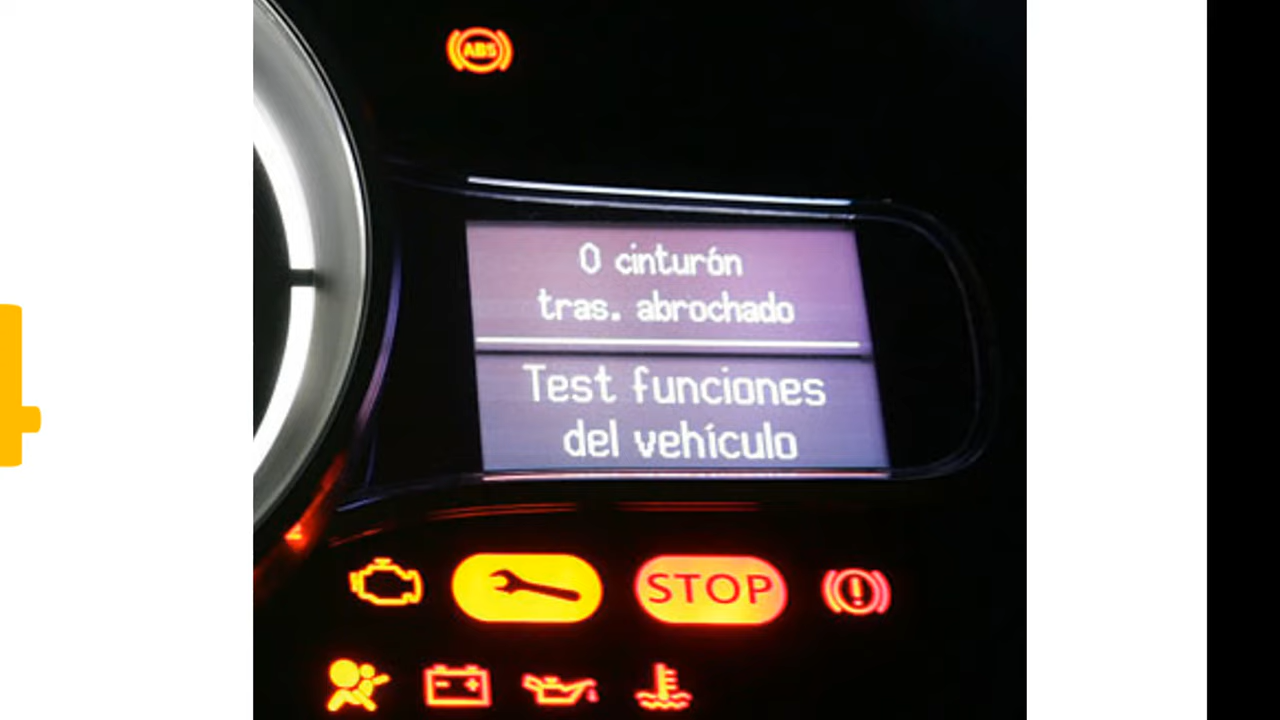 ABS
0 cinturón
tras. abrochado
Test funciones
del vehículo
STOP